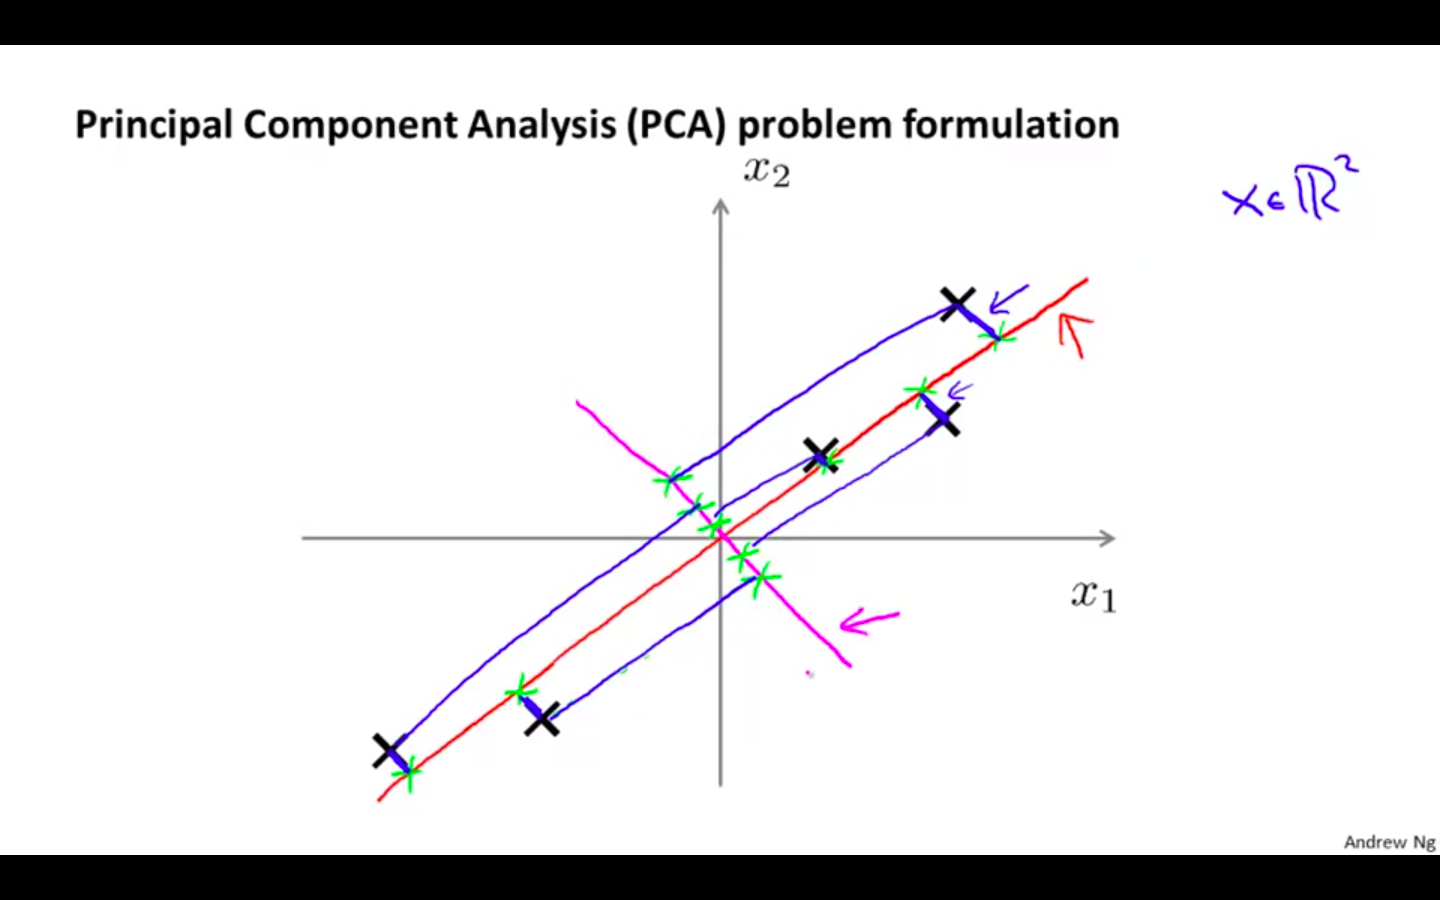 Principal Component Analysis (PCA) problem formulation
x₂
x ∈ ℝ²
x₁
Andrew Ng